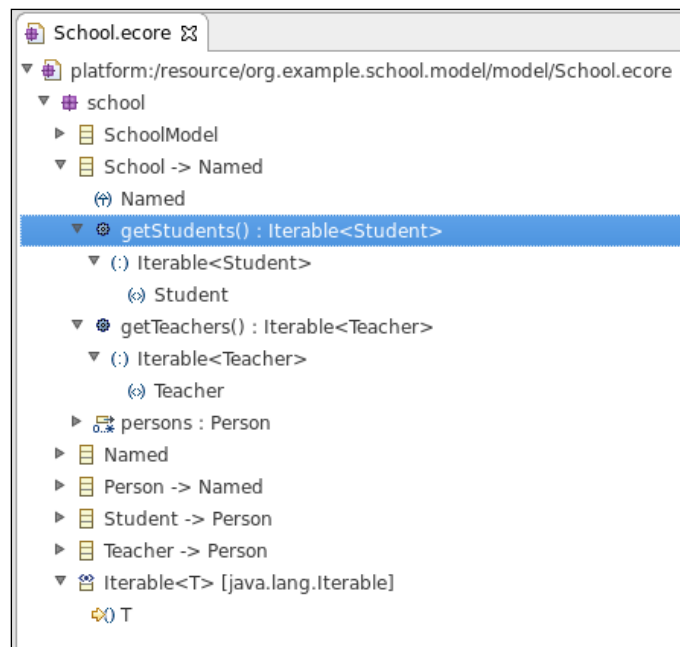 School.ecore
platform:/resource/org.example.school.model/model/School.ecore
school
SchoolModel
School -> Named
Named
getStudents() : Iterable<Student>
Iterable<Student>
Student
getTeachers() : Iterable<Teacher>
Iterable<Teacher>
Teacher
0..* persons : Person
Named
Person -> Named
Student -> Person
Teacher -> Person
Iterable<T> [java.lang.Iterable]
T